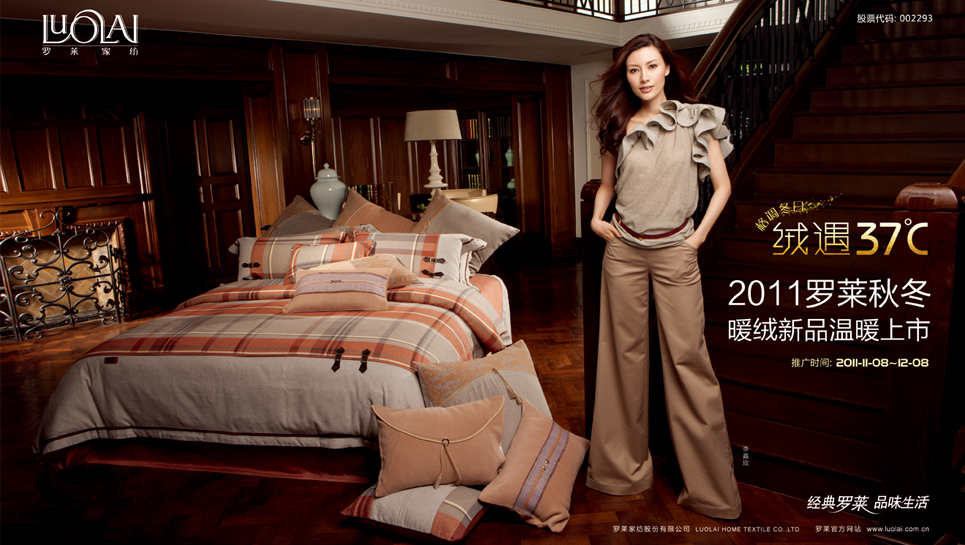 LUOLAI
罗莱家纺
股票代码: 002293
格调冬日
绒遇37℃
2011罗莱秋冬
暖绒新品温暖上市
推广时间: 2011-11-08~12-08
李嘉欣
经典罗莱 品味生活
罗莱家纺股份有限公司 LUOLAI HOME TEXTILE CO .,LTD 罗莱官方网站 www.luolai.com.cn